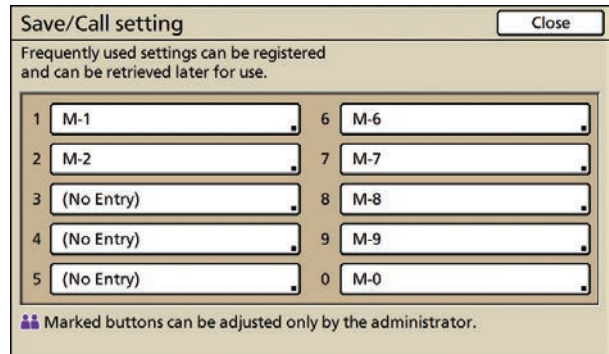 Save/Call setting
Close
Frequently used settings can be registered
and can be retrieved later for use.
1 M-1
2 M-2
3 (No Entry)
4 (No Entry)
5 (No Entry)
6 M-6
7 M-7
8 M-8
9 M-9
0 M-0
Marked buttons can be adjusted only by the administrator.